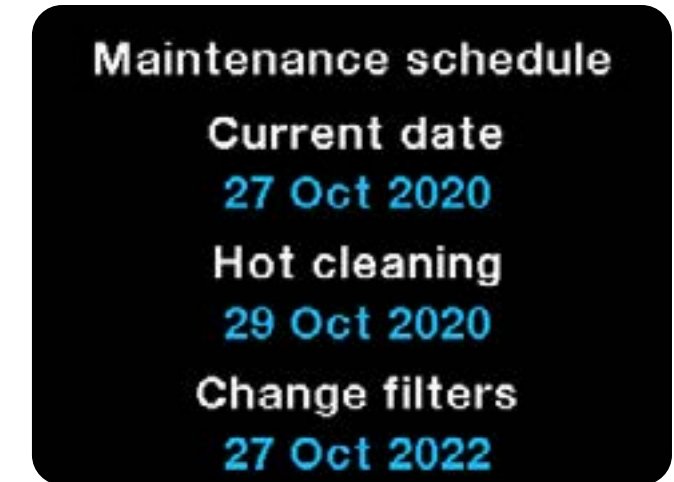 Maintenance schedule
Current date
27 Oct 2020
Hot cleaning
29 Oct 2020
Change filters
27 Oct 2022